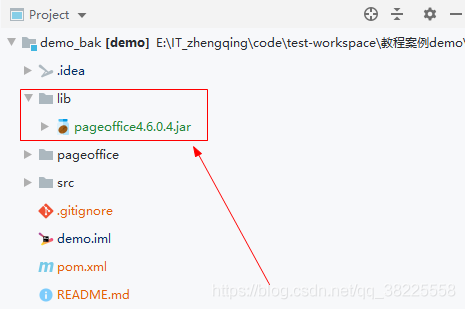 Project
demo_bak [demo] E:\IT_zhengqing\code\test-workspace\教程案例demo\
.idea
lib
pageoffice4.6.0.4.jar
pageoffice
src
.gitignore
demo.iml
pom.xml
README.md
https://blog.csdn.net/qq_38225558